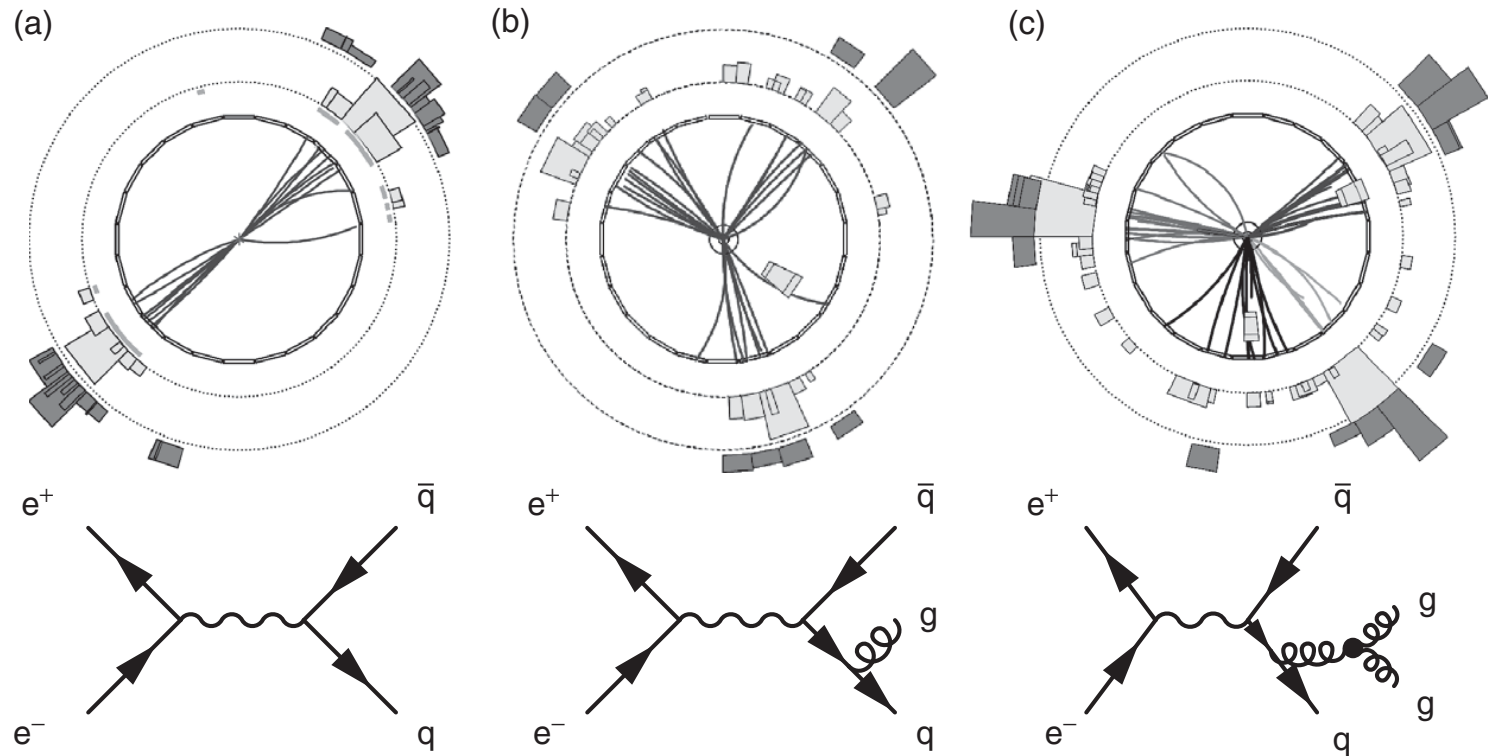 (a) (b) (c)
e⁺ q̄ e⁺ q̄ e⁺ q̄
g g
g
e⁻ q e⁻ q e⁻ q